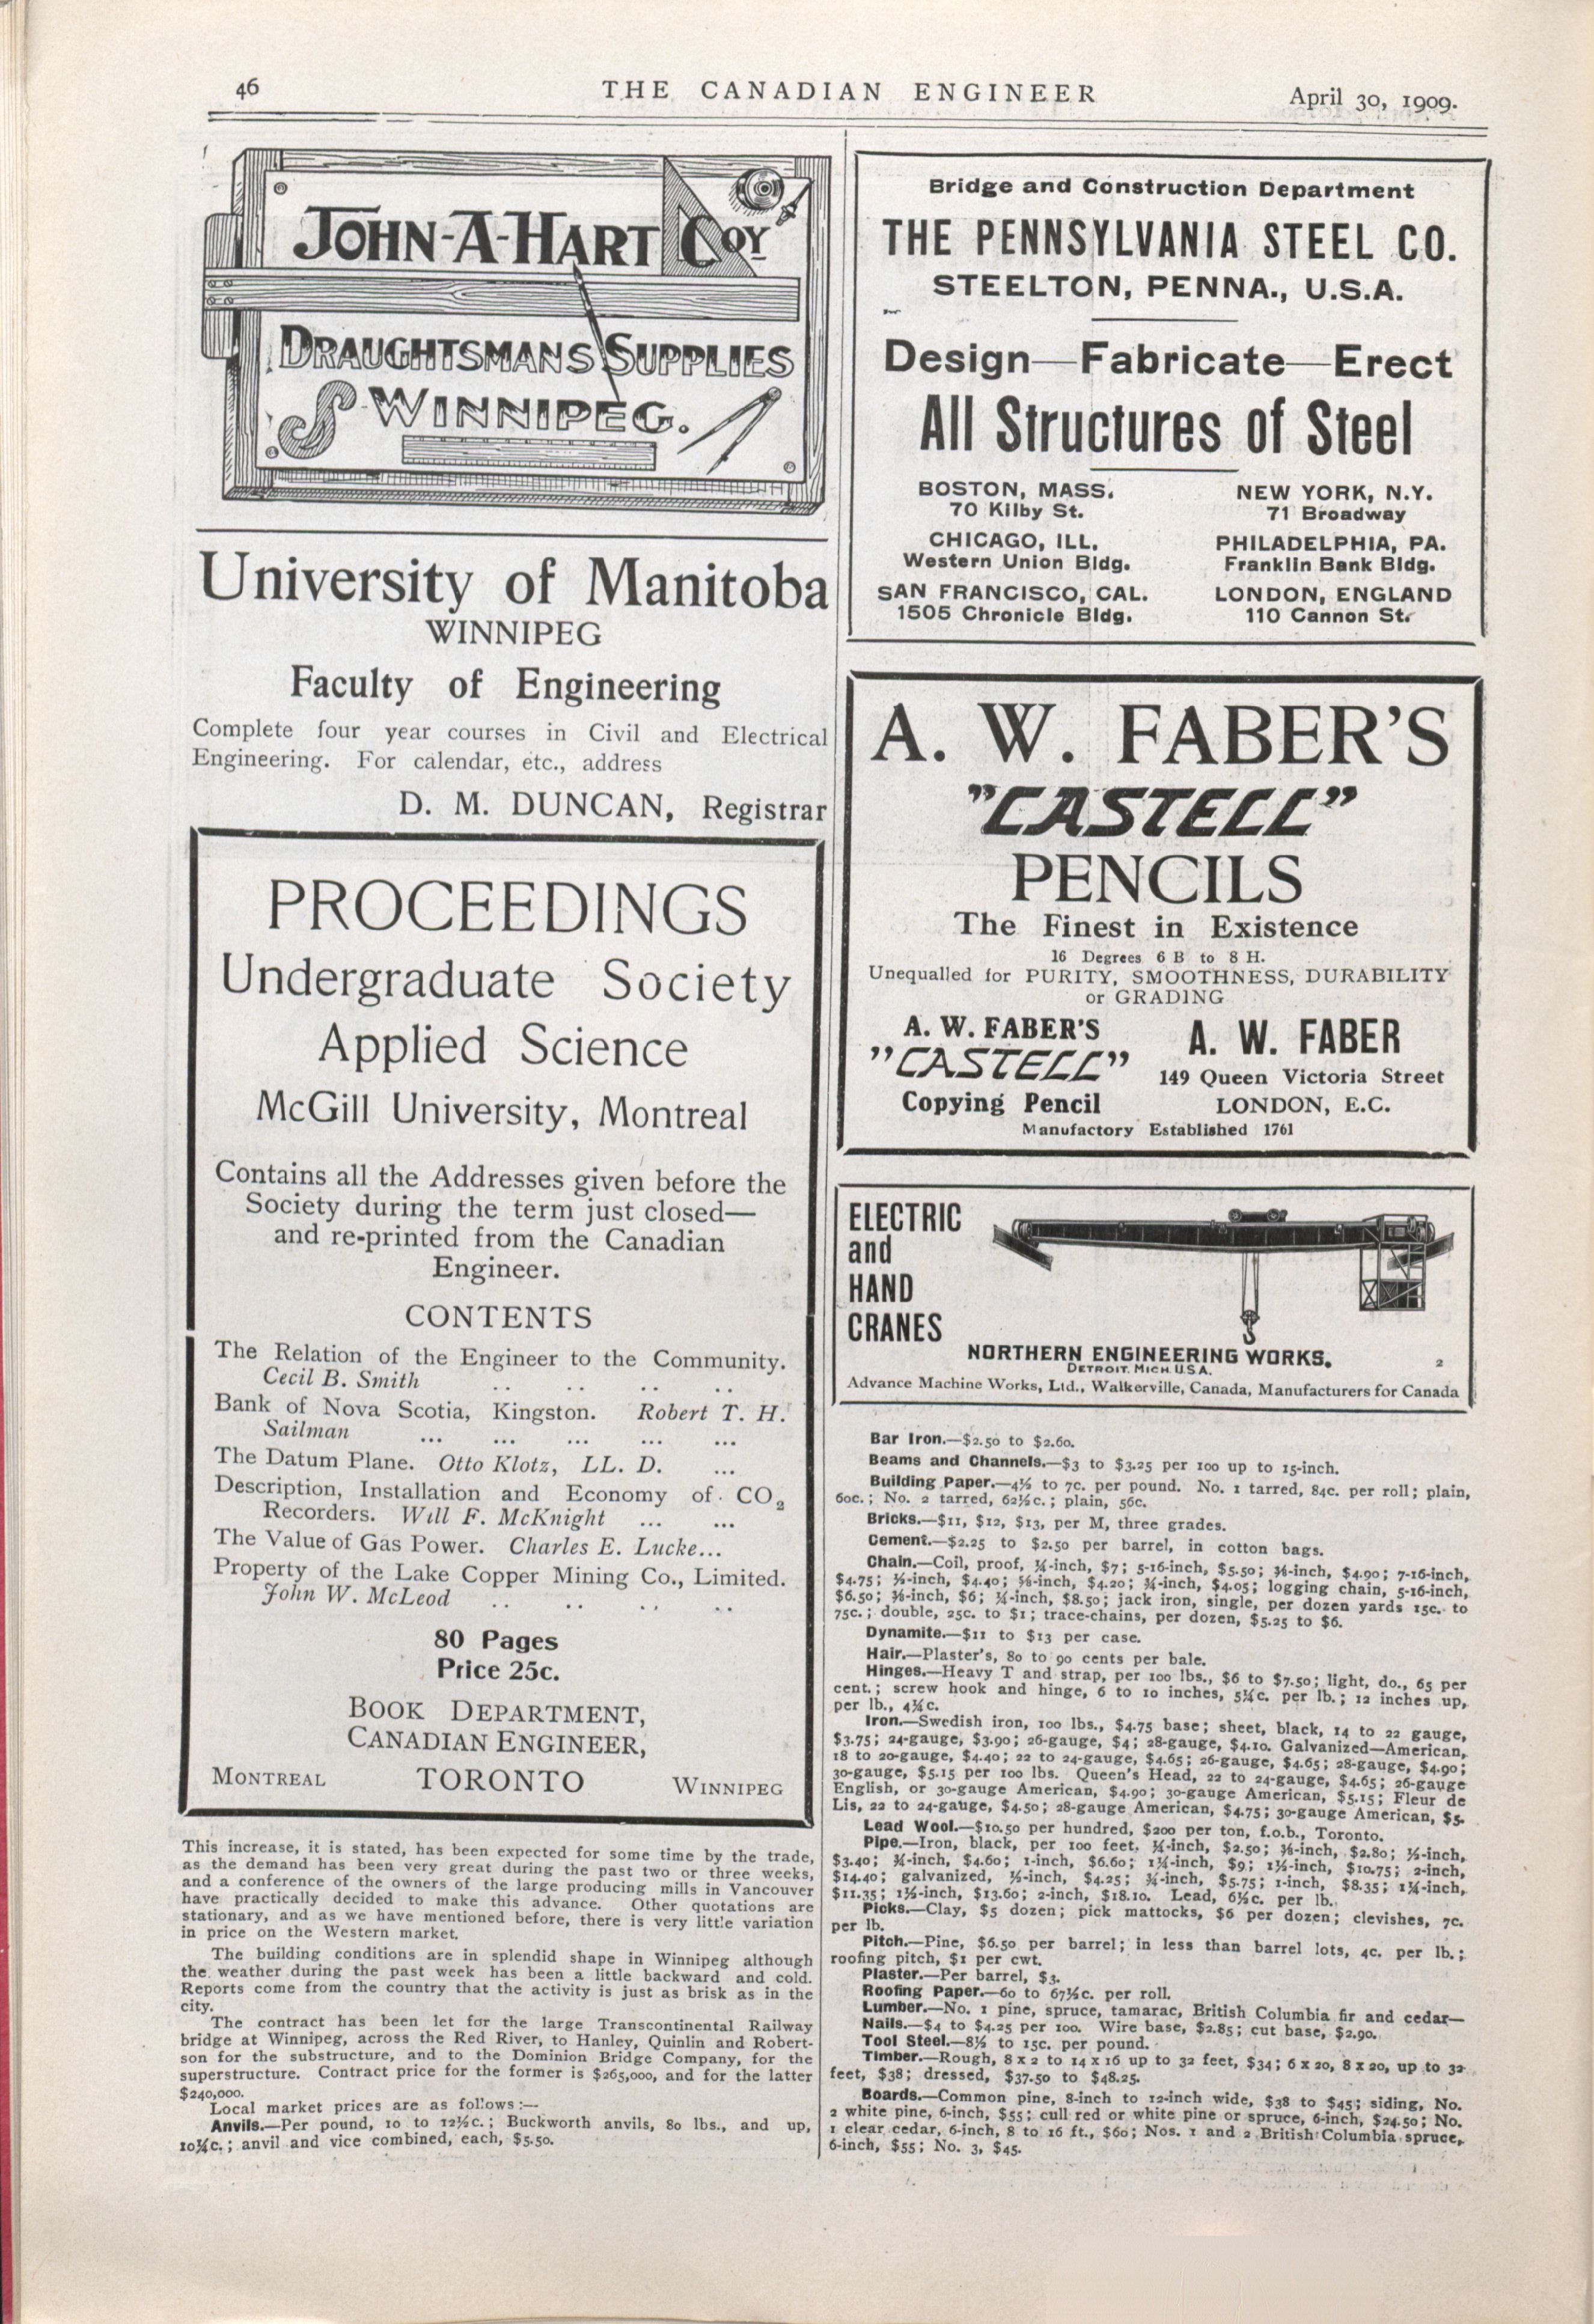 46
THE CANADIAN ENGINEER
April 30, 1909.
JOHN-A-HART COY
DRAUGHTSMANS SUPPLIES
WINNIPEG.
University of Manitoba
WINNIPEG
Faculty of Engineering
Complete four year courses in Civil and Electrical
Engineering. For calendar, etc., address
D. M. DUNCAN, Registrar
PROCEEDINGS
Undergraduate Society
Applied Science
McGill University, Montreal
Contains all the Addresses given before the
Society during the term just closed—
and re-printed from the Canadian
Engineer.
CONTENTS
The Relation of the Engineer to the Community.
Cecil B. Smith .. .. .. ..
Bank of Nova Scotia, Kingston. Robert T. H.
Sailman ... ... ... ... ...
The Datum Plane. Otto Klotz, LL. D. ...
Description, Installation and Economy of CO2
Recorders. Will F. McKnight ... ...
The Value of Gas Power. Charles E. Lucke...
Property of the Lake Copper Mining Co., Limited.
John W. McLeod .. .. .. ..
80 Pages
Price 25c.
BOOK DEPARTMENT,
CANADIAN ENGINEER,
MONTREAL TORONTO WINNIPEG
This increase, it is stated, has been expected for some time by the trade,
as the demand has been very great during the past two or three weeks,
and a conference of the owners of the large producing mills in Vancouver
have practically decided to make this advance. Other quotations are
stationary, and as we have mentioned before, there is very little variation
in price on the Western market.
The building conditions are in splendid shape in Winnipeg although
the weather during the past week has been a little backward and cold.
Reports come from the country that the activity is just as brisk as in the
city.
The contract has been let for the large Transcontinental Railway
bridge at Winnipeg, across the Red River, to Hanley, Quinlin and Robert-
son for the substructure, and to the Dominion Bridge Company, for the
superstructure. Contract price for the former is $265,000, and for the latter
$240,000.
Local market prices are as follows:—
Anvils.—Per pound, 10 to 12½c.; Buckworth anvils, 80 lbs., and up,
10¼c.; anvil and vice combined, each, $5.50.
Bridge and Construction Department
THE PENNSYLVANIA STEEL CO.
STEELTON, PENNA., U.S.A.
Design—Fabricate—Erect
All Structures of Steel
BOSTON, MASS. NEW YORK, N.Y.
70 Kilby St. 71 Broadway
CHICAGO, ILL. PHILADELPHIA, PA.
Western Union Bldg. Franklin Bank Bldg.
SAN FRANCISCO, CAL. LONDON, ENGLAND
1505 Chronicle Bldg. 110 Cannon St.
A. W. FABER'S
"CASTELL"
PENCILS
The Finest in Existence
16 Degrees 6 B to 8 H.
Unequalled for PURITY, SMOOTHNESS, DURABILITY
or GRADING
A. W. FABER'S
"CASTELL"
Copying Pencil
A. W. FABER
149 Queen Victoria Street
LONDON, E.C.
Manufactory Established 1761
ELECTRIC
and
HAND
CRANES
NORTHERN ENGINEERING WORKS.
DETROIT. MICH. U.S.A.
2
Advance Machine Works, Ltd., Walkerville, Canada, Manufacturers for Canada
Bar Iron.—$2.50 to $2.60.
Beams and Channels.—$3 to $3.25 per 100 up to 15-inch.
Building Paper.—4½ to 7c. per pound. No. 1 tarred, 84c. per roll; plain,
60c.; No. 2 tarred, 62½c.; plain, 56c.
Bricks.—$11, $12, $13, per M, three grades.
Cement.—$2.25 to $2.50 per barrel, in cotton bags.
Chain.—Coil, proof, ¼-inch, $7; 5-16-inch, $5.50; ⅜-inch, $4.90; 7-16-inch,
$4.75; ½-inch, $4.40; ⅝-inch, $4.20; ¾-inch, $4.05; logging chain, 5-16-inch,
$6.50; ⅜-inch, $6; ½-inch, $8.50; jack iron, single, per dozen yards 15c. to
75c.; double, 25c. to $1; trace-chains, per dozen, $5.25 to $6.
Dynamite.—$11 to $13 per case.
Hair.—Plaster's, 80 to 90 cents per bale.
Hinges.—Heavy T and strap, per 100 lbs., $6 to $7.50; light, do., 65 per
cent.; screw hook and hinge, 6 to 10 inches, 5¼c. per lb.; 12 inches up,
per lb., 4¼c.
Iron.—Swedish iron, 100 lbs., $4.75 base; sheet, black, 14 to 22 gauge,
$3.75; 24-gauge, $3.90; 26-gauge, $4; 28-gauge, $4.10. Galvanized—American,
18 to 20-gauge, $4.40; 22 to 24-gauge, $4.65; 26-gauge, $4.65; 28-gauge, $4.90;
30-gauge, $5.15 per 100 lbs. Queen's Head, 22 to 24-gauge, $4.65; 26-gauge
English, or 30-gauge American, $4.90; 30-gauge American, $5.15; Fleur de
Lis, 22 to 24-gauge, $4.50; 28-gauge American, $4.75; 30-gauge American, $5.
Lead Wool.—$10.50 per hundred, $200 per ton, f.o.b., Toronto.
Pipe.—Iron, black, per 100 feet, ¼-inch, $2.50; ⅜-inch, $2.80; ½-inch,
$3.40; ¾-inch, $4.60; 1-inch, $6.60; 1¼-inch, $9; 1½-inch, $10.75; 2-inch,
$14.40; galvanized, ½-inch, $4.25; ¾-inch, $5.75; 1-inch, $8.35; 1¼-inch,
$11.35; 1½-inch, $13.60; 2-inch, $18.10. Lead, 6½c. per lb.
Picks.—Clay, $5 dozen; pick mattocks, $6 per dozen; clevishes, 7c.
per lb.
Pitch.—Pine, $6.50 per barrel; in less than barrel lots, 4c. per lb.;
roofing pitch, $1 per cwt.
Plaster.—Per barrel, $3.
Roofing Paper.—60 to 67½c. per roll.
Lumber.—No. 1 pine, spruce, tamarac, British Columbia fir and cedar—
Nails.—$4 to $4.25 per 100. Wire base, $2.85; cut base, $2.90.
Tool Steel.—8½ to 15c. per pound.
Timber.—Rough, 8 x 2 to 14 x 16 up to 32 feet, $34; 6 x 20, 8 x 20, up to 32
feet, $38; dressed, $37.50 to $48.25.
Boards.—Common pine, 8-inch to 12-inch wide, $38 to $45; siding, No.
2 white pine, 6-inch, $55; cull red or white pine or spruce, 6-inch, $24.50; No.
1 clear cedar, 6-inch, 8 to 16 ft., $60; Nos. 1 and 2 British Columbia spruce,
6-inch, $55; No. 3, $45.